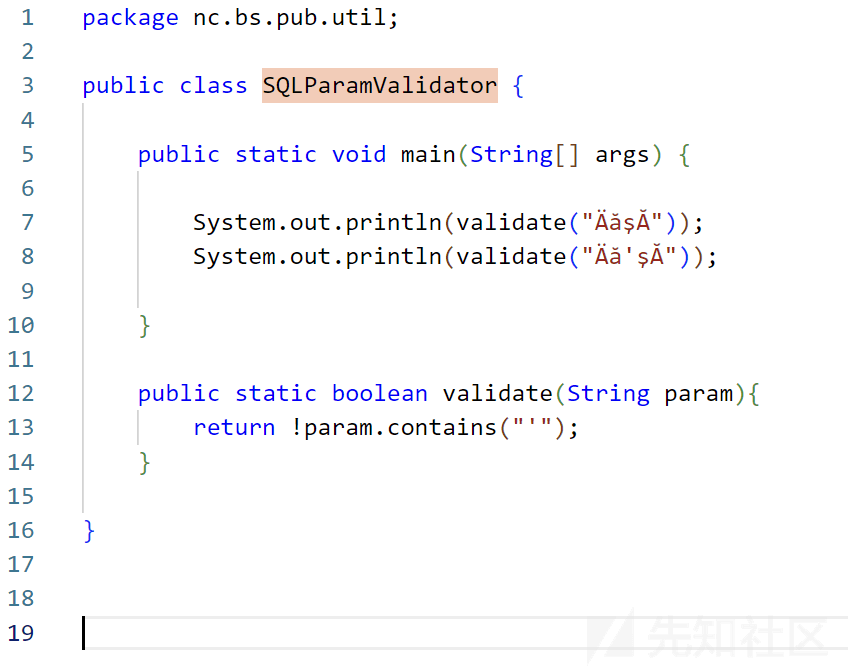 1 package nc.bs.pub.util;
2
3 public class SQLParamValidator {
4
5 public static void main(String[] args) {
6
7 System.out.println(validate("ÄăşĂ"));
8 System.out.println(validate("Äă'şĂ"));
9
10 }
11
12 public static boolean validate(String param){
13 return !param.contains("'");
14 }
15
16 }
17
18
19
先知社区